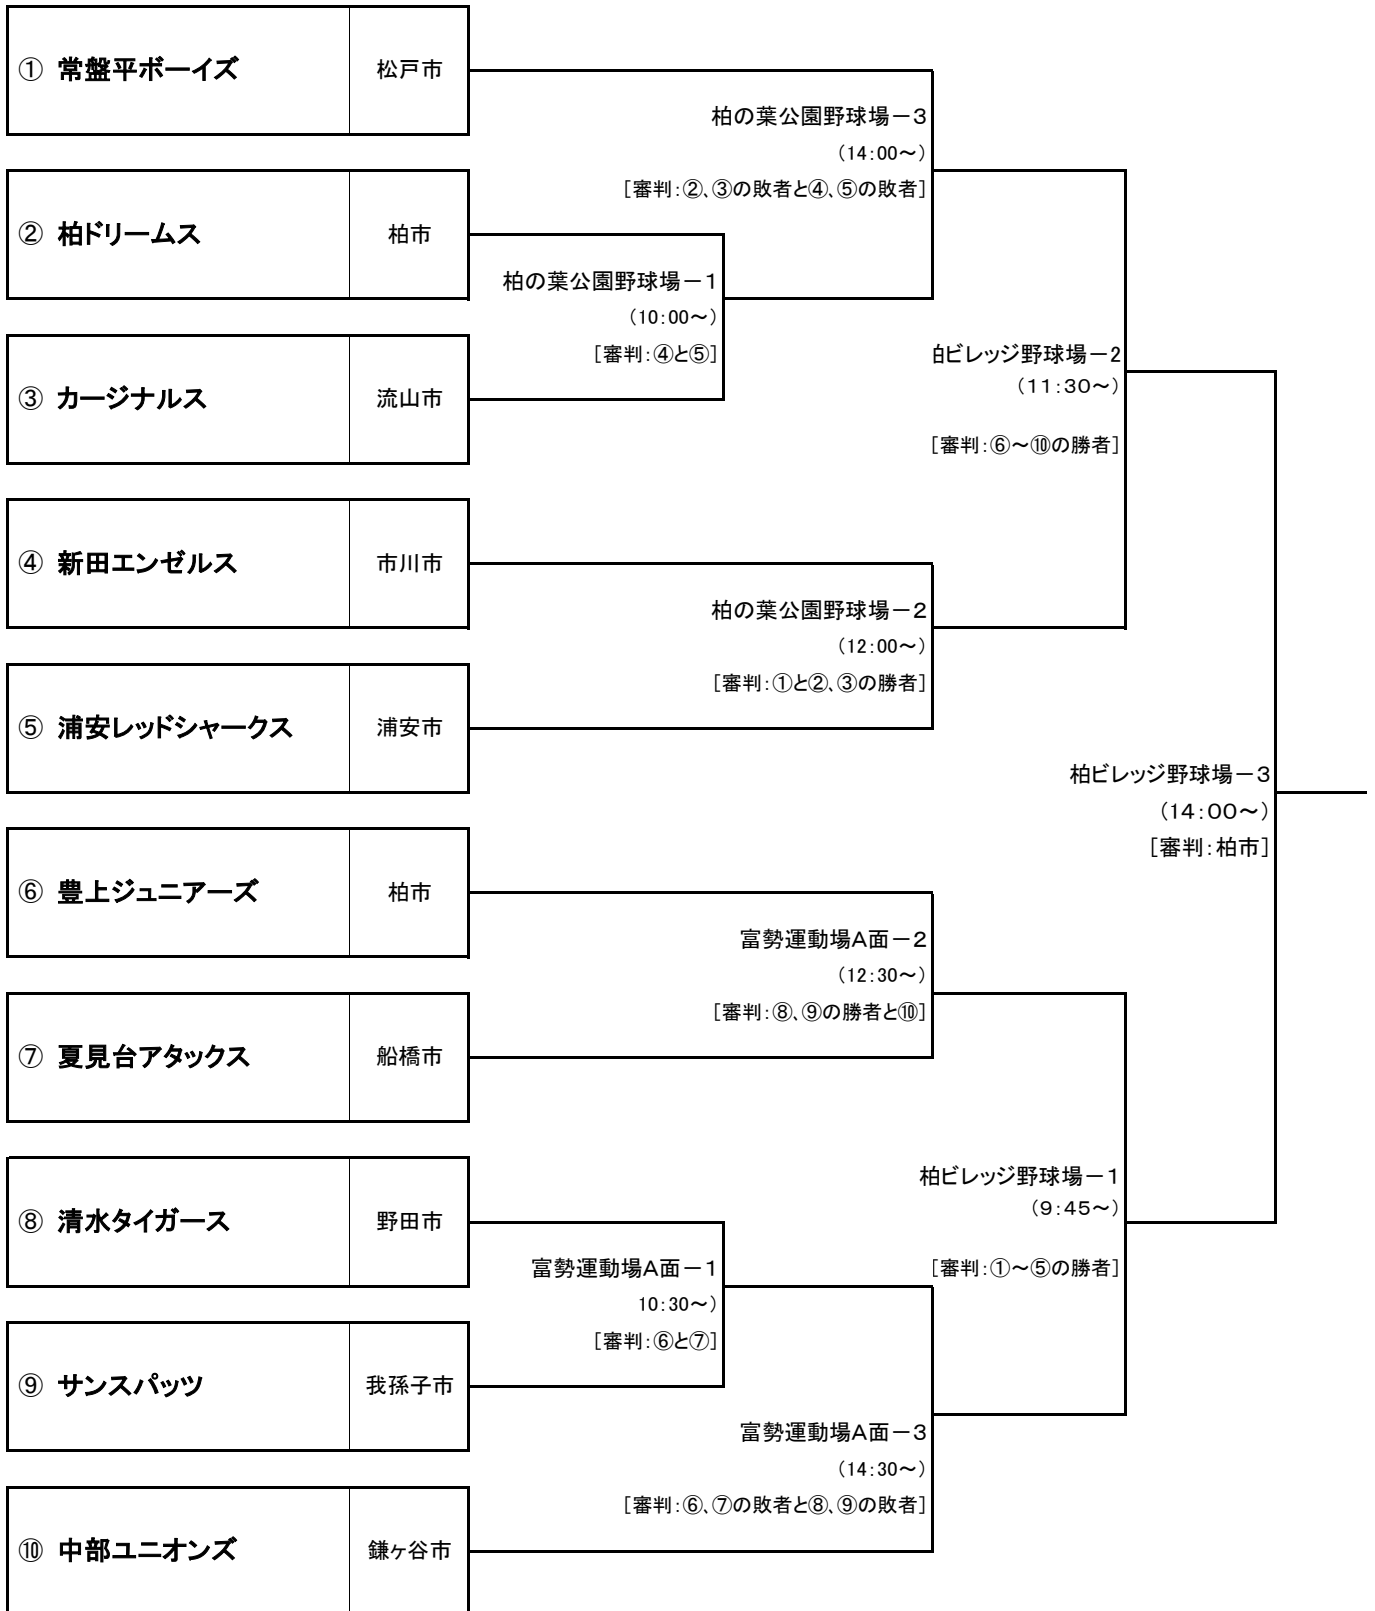 ① 常盤平ボーイズ 松戸市
柏の葉公園野球場－3
(14:00～)
[審判:②、③の敗者と④、⑤の敗者]
② 柏ドリームス 柏市
柏の葉公園野球場－1
(10:00～)
[審判:④と⑤]
③ カージナルス 流山市
ビレッジ野球場－2
(11:30～)
[審判:⑥～⑩の勝者]
④ 新田エンゼルス 市川市
柏の葉公園野球場－2
(12:00～)
[審判:①と②、③の勝者]
⑤ 浦安レッドシャークス 浦安市
柏ビレッジ野球場－3
(14:00～)
[審判:柏市]
⑥ 豊上ジュニアーズ 柏市
富勢運動場A面－2
(12:30～)
[審判:⑧、⑨の勝者と⑩]
⑦ 夏見台アタックス 船橋市
柏ビレッジ野球場－1
(9:45～)
[審判:①～⑤の勝者]
⑧ 清水タイガース 野田市
富勢運動場A面－1
10:30～)
[審判:⑥と⑦]
⑨ サンスパッツ 我孫子市
富勢運動場A面－3
(14:30～)
[審判:⑥、⑦の敗者と⑧、⑨の敗者]
⑩ 中部ユニオンズ 鎌ヶ谷市